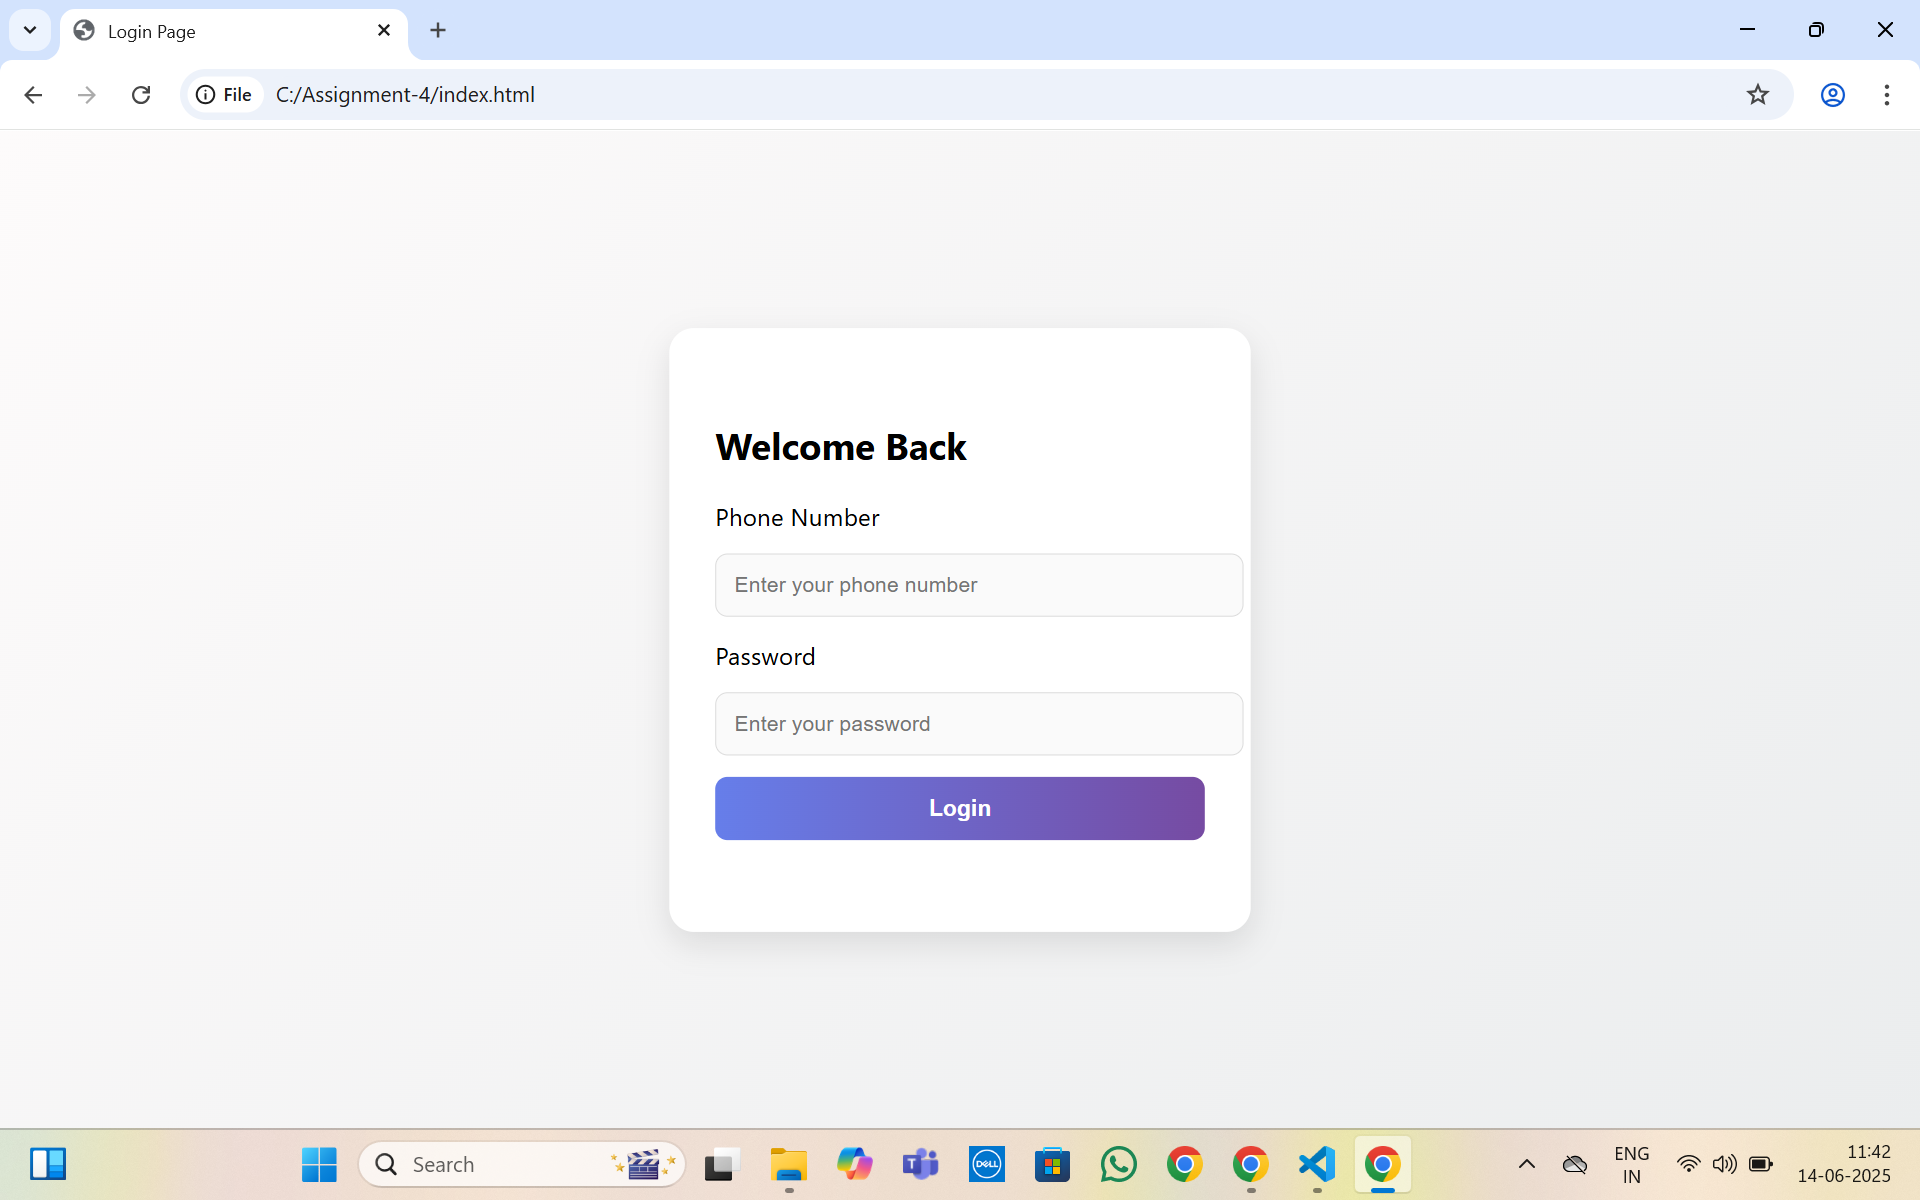 Login Page
File
C:/Assignment-4/index.html
Welcome Back
Phone Number
Enter your phone number
Password
Enter your password
Login
Search
DELL
ENG
IN
11:42
14-06-2025